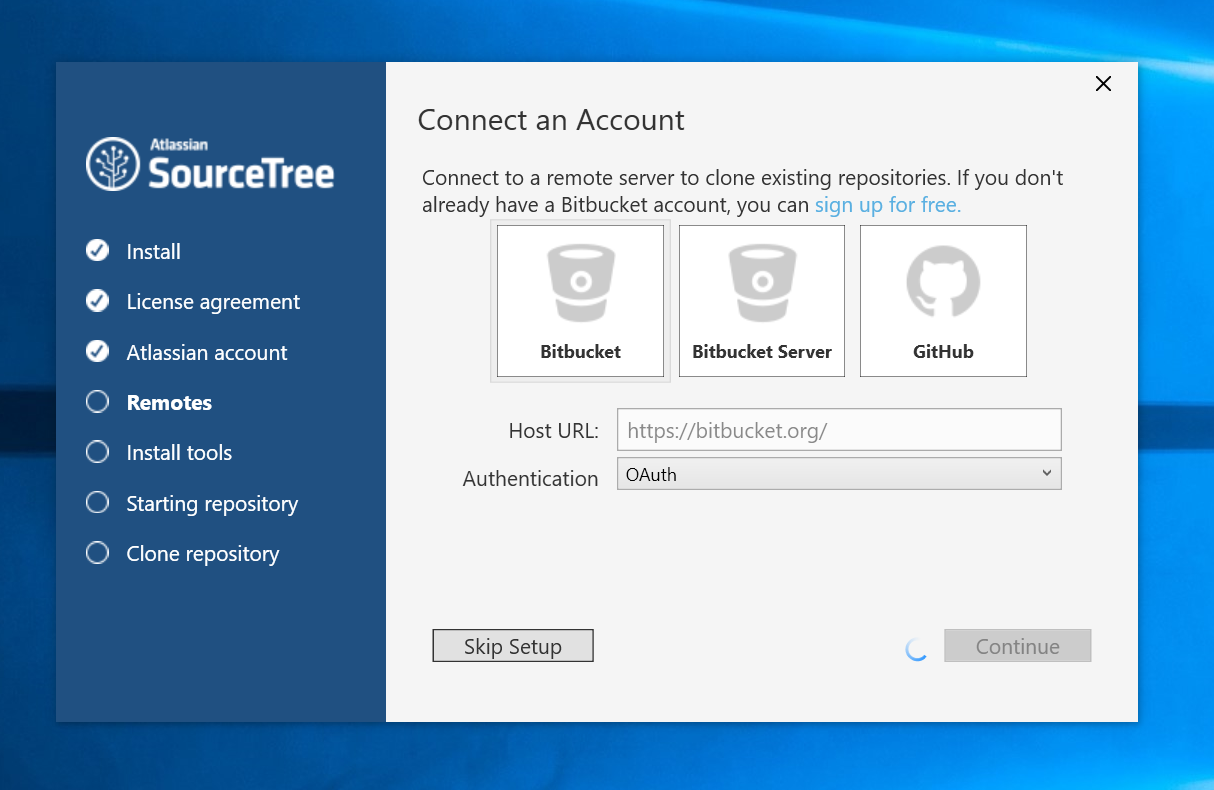 Atlassian
SourceTree
Install
License agreement
Atlassian account
Remotes
Install tools
Starting repository
Clone repository
Connect an Account
Connect to a remote server to clone existing repositories. If you don't
already have a Bitbucket account, you can sign up for free.
Bitbucket
Bitbucket Server
GitHub
Host URL: https://bitbucket.org/
Authentication OAuth
Skip Setup
Continue